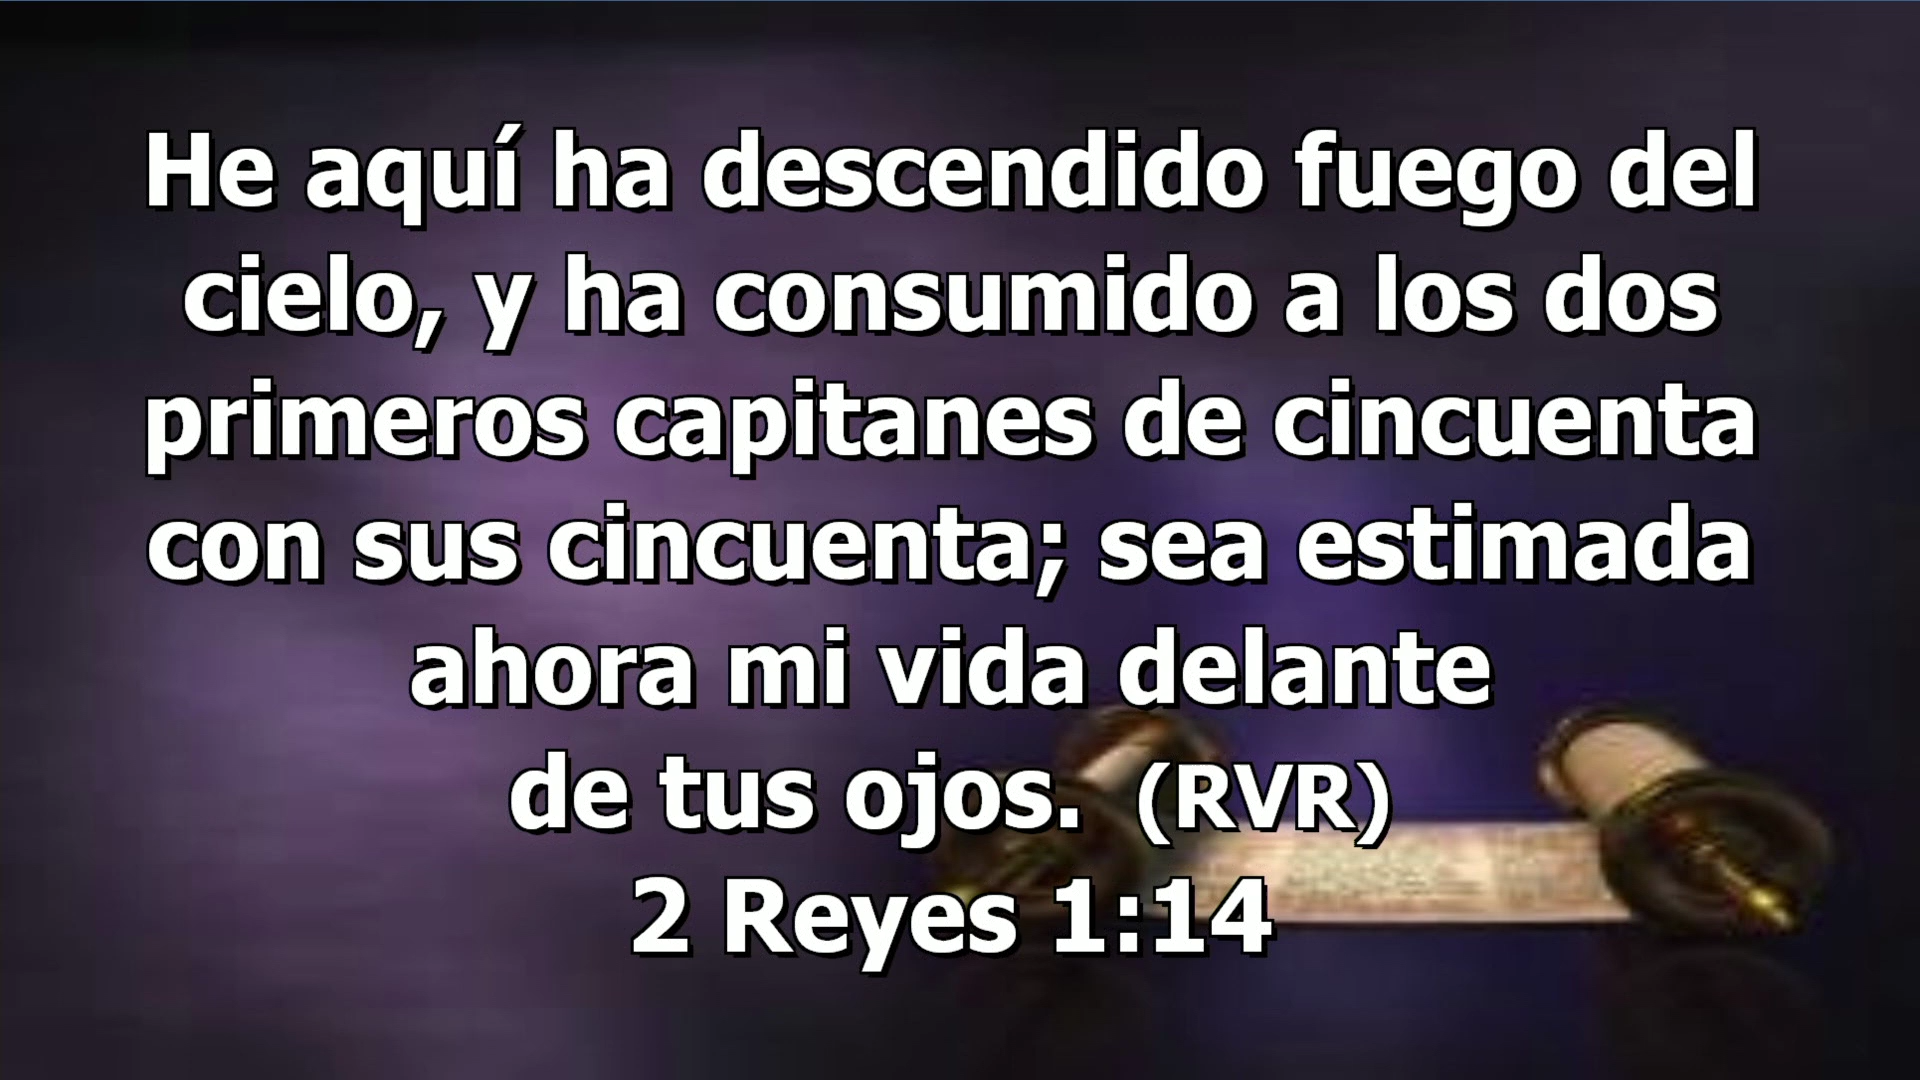 He aquí ha descendido fuego del
cielo, y ha consumido a los dos
primeros capitanes de cincuenta
con sus cincuenta; sea estimada
ahora mi vida delante
de tus ojos. (RVR)
2 Reyes 1:14